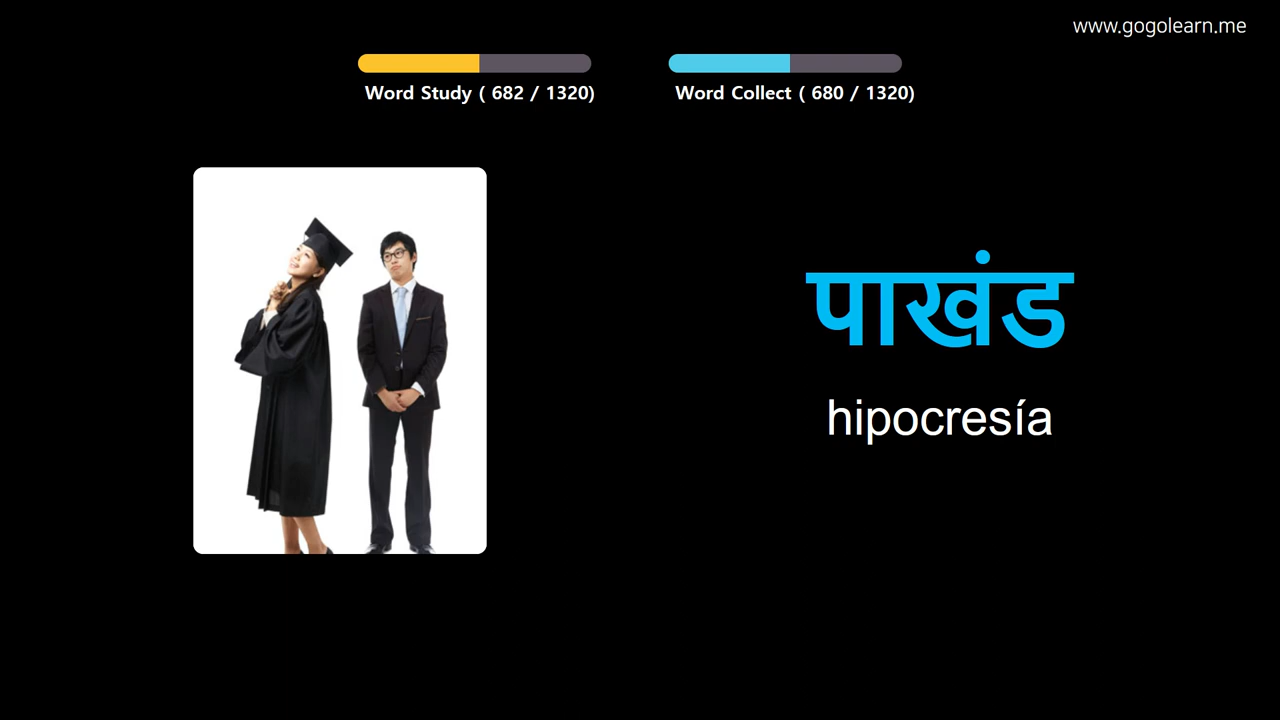 www.gogolearn.me
Word Study ( 682 / 1320)
Word Collect ( 680 / 1320)
पाखंड
hipocresía